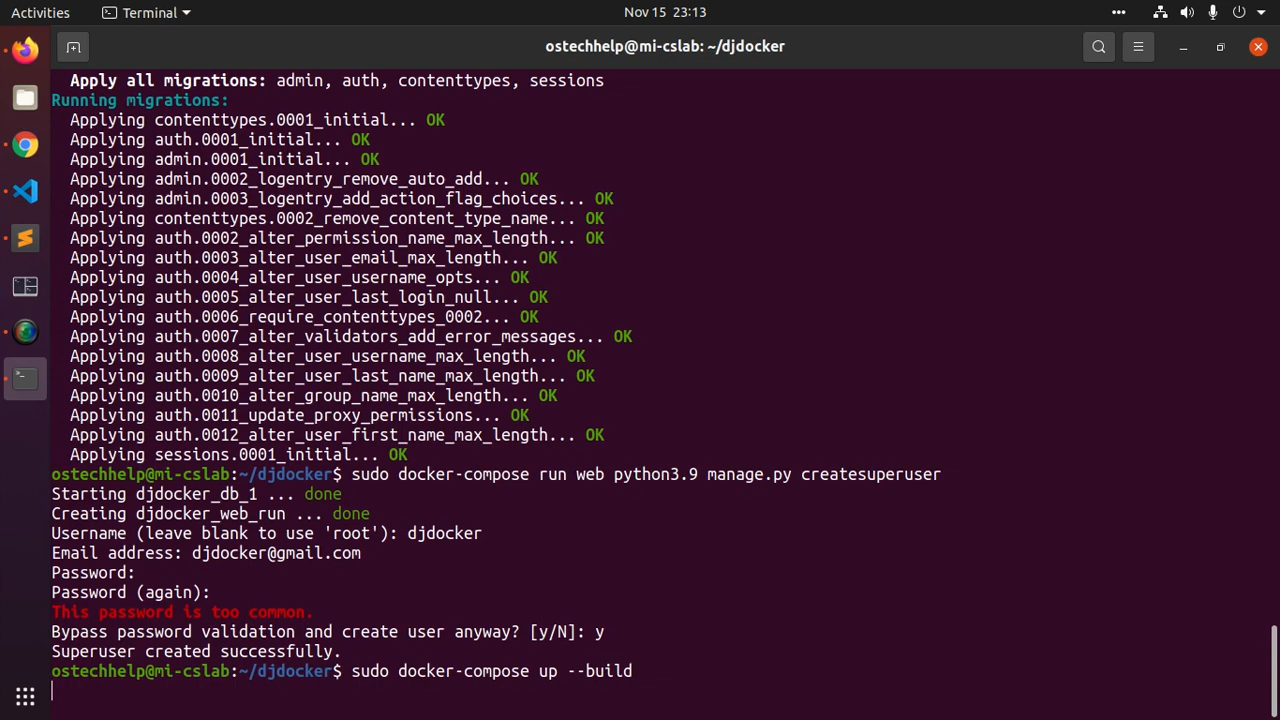 Activities
Terminal
Nov 15 23:13
ostechhelp@mi-cslab: ~/djdocker
Apply all migrations: admin, auth, contenttypes, sessions
Running migrations:
Applying contenttypes.0001_initial... OK
Applying auth.0001_initial... OK
Applying admin.0001_initial... OK
Applying admin.0002_logentry_remove_auto_add... OK
Applying admin.0003_logentry_add_action_flag_choices... OK
Applying contenttypes.0002_remove_content_type_name... OK
Applying auth.0002_alter_permission_name_max_length... OK
Applying auth.0003_alter_user_email_max_length... OK
Applying auth.0004_alter_user_username_opts... OK
Applying auth.0005_alter_user_last_login_null... OK
Applying auth.0006_require_contenttypes_0002... OK
Applying auth.0007_alter_validators_add_error_messages... OK
Applying auth.0008_alter_user_username_max_length... OK
Applying auth.0009_alter_user_last_name_max_length... OK
Applying auth.0010_alter_group_name_max_length... OK
Applying auth.0011_update_proxy_permissions... OK
Applying auth.0012_alter_user_first_name_max_length... OK
Applying sessions.0001_initial... OK
ostechhelp@mi-cslab:~/djdocker$ sudo docker-compose run web python3.9 manage.py createsuperuser
Starting djdocker_db_1 ... done
Creating djdocker_web_run ... done
Username (leave blank to use 'root'): djdocker
Email address: djdocker@gmail.com
Password:
Password (again):
This password is too common.
Bypass password validation and create user anyway? [y/N]: y
Superuser created successfully.
ostechhelp@mi-cslab:~/djdocker$ sudo docker-compose up --build